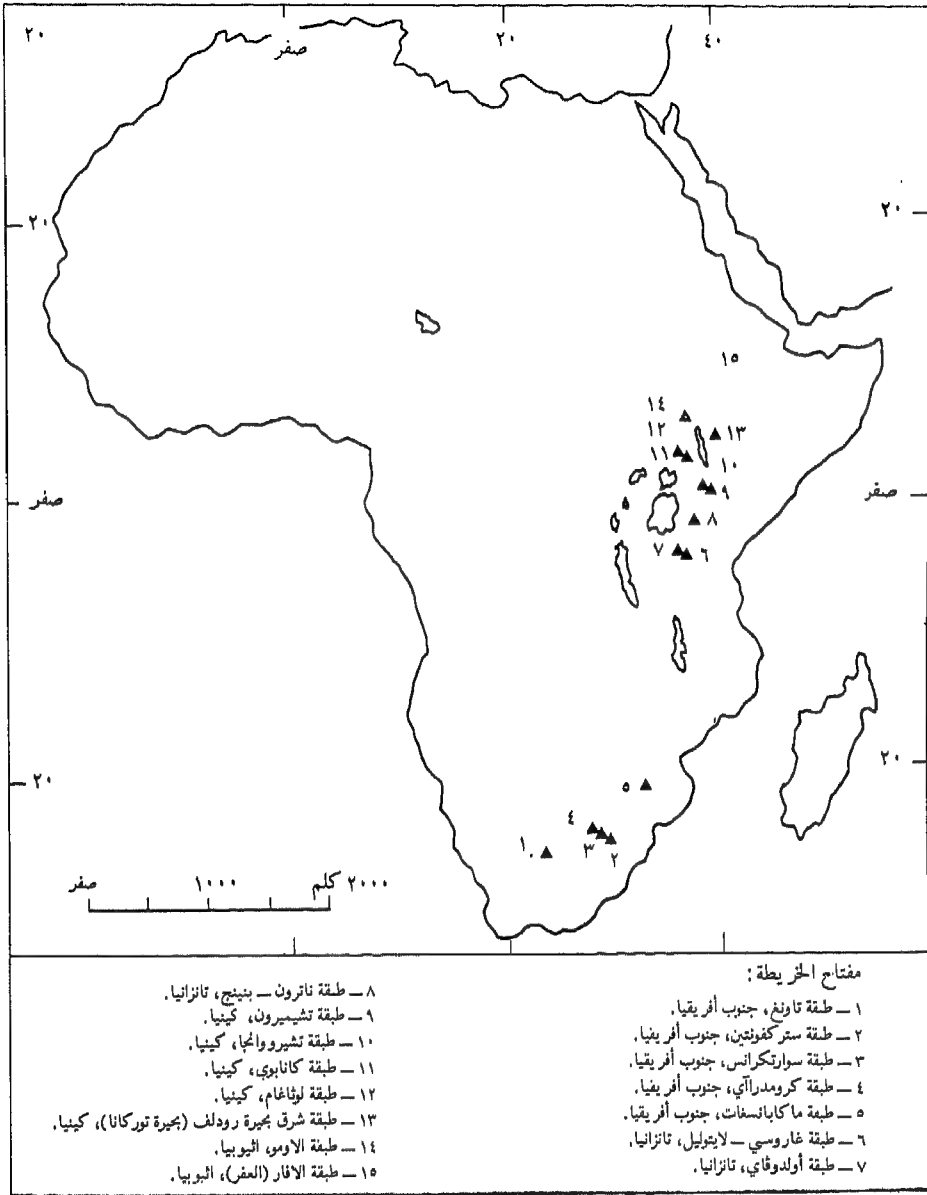 ٢٠
صفر
٢٠
٤٠
٢٠
٢٠
١٥
١٤
١٣
١٢
١١
١٠
٩
صفر
صفر
٨
٧
٦
٢٠
٢٠
٥
٤
٣
٢
١
صفر
١٠٠٠
٢٠٠٠ كلم
مفتاح الخريطة:
١ – طبقة تاونغ، جنوب أفريقيا.
٢ – طبقة ستركفونتين، جنوب أفريقيا.
٣ – طبقة سوارتكرانس، جنوب أفريقيا.
٤ – طبقة كرومدراآي، جنوب أفريقيا.
٥ – طبقة ماكابانسغات، جنوب أفريقيا.
٦ – طبقة غاروسي – لايتوليل، تانزانيا.
٧ – طبقة أولدوڤاي، تانزانيا.
٨ – طبقة ناترون – بنينج، تانزانيا.
٩ – طبقة تشيميرون، كينيا.
١٠ – طبقة تشيرووانجا، كينيا.
١١ – طبقة كانابوي، كينيا.
١٢ – طبقة لوثاغام، كينيا.
١٣ – طبقة شرق بحيرة رودلف (بحيرة توركانا)، كينيا.
١٤ – طبقة الاومو، اثيوبيا.
١٥ – طبقة الافار (العفر)، اثيوبيا.